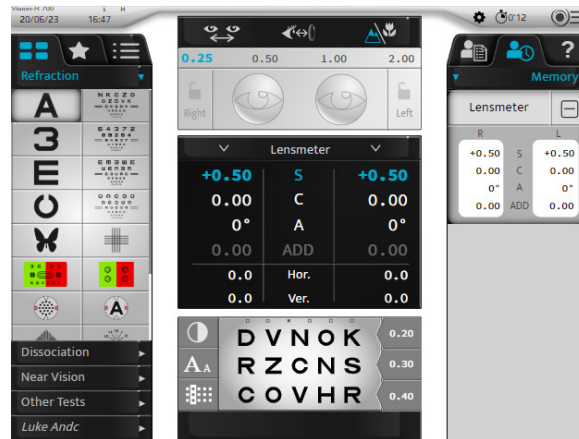 Vision-R 700
20/06/23 16:47 0'12
Refraction
A
3
E
A
Dissociation
Near Vision
Other Tests
Luke Andc
0.25 0.50 1.00 2.00
Right Left
Lensmeter
+0.50 S +0.50
0.00 C 0.00
0° A 0°
0.00 ADD 0.00
0.0 Hor. 0.0
0.0 Ver. 0.0
D V N O K 0.20
AA R Z C N S 0.30
C O V H R 0.40
?
Memory
Lensmeter
R L
+0.50 S +0.50
0.00 C 0.00
0° A 0°
0.00 ADD 0.00